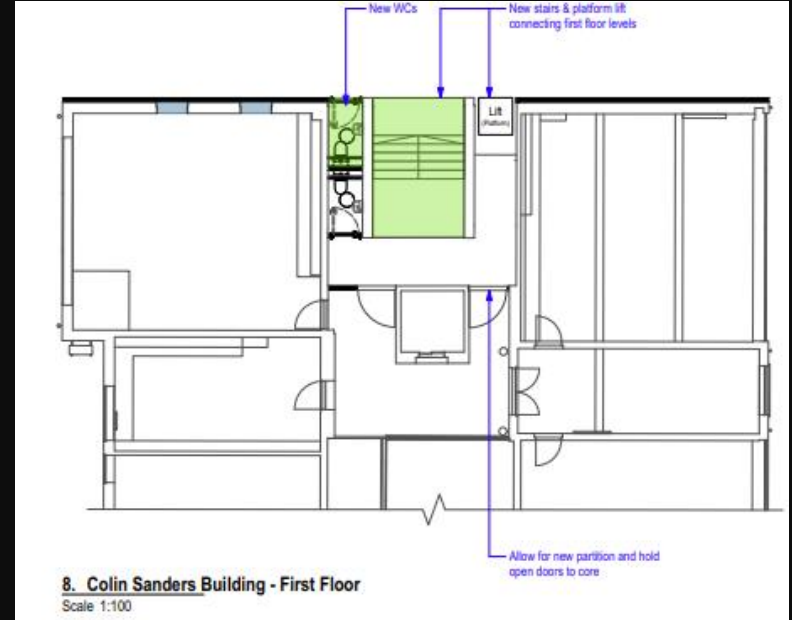 New WCs
New stairs & platform lift
connecting first floor levels
Lift
(Platform)
Allow for new partition and hold
open doors to core
8. Colin Sanders Building - First Floor
Scale 1:100